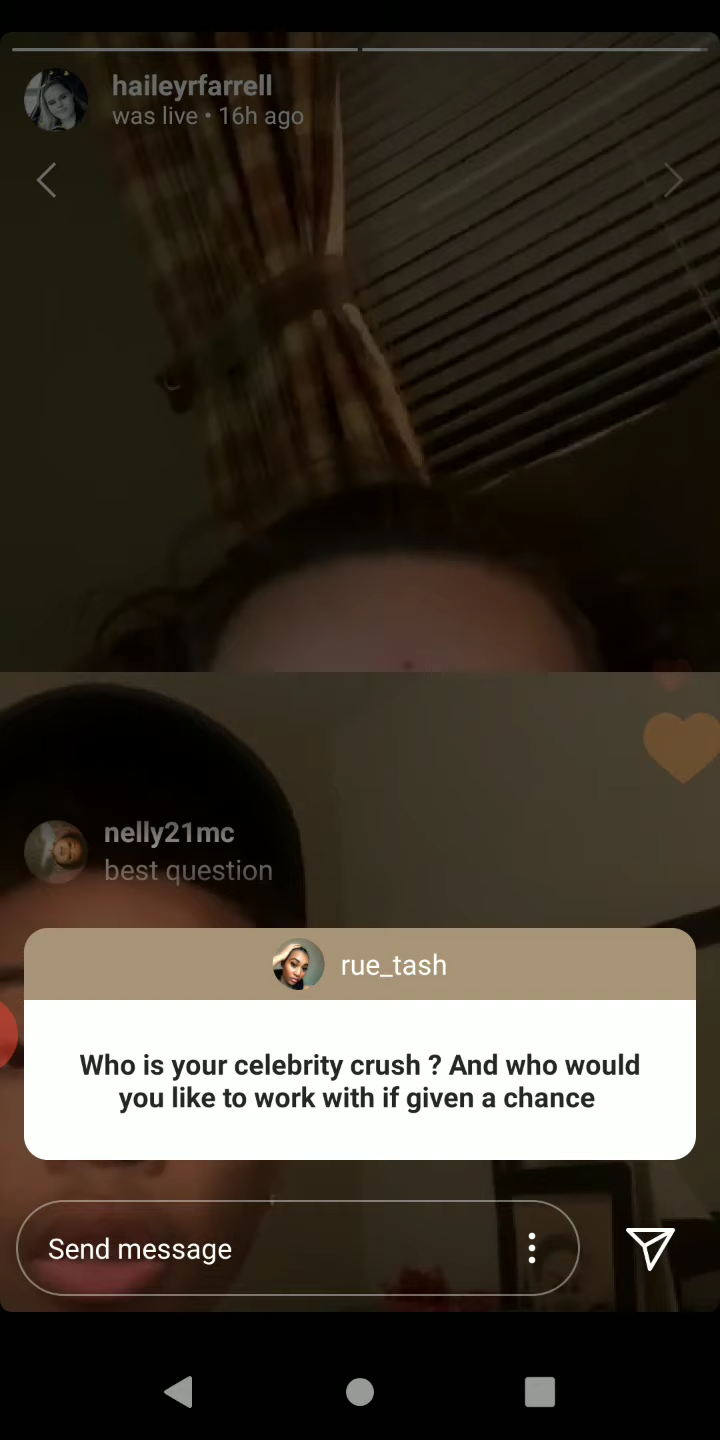 haileyrfarrell
was live • 16h ago
nelly21mc
best question
rue_tash
Who is your celebrity crush ? And who would
you like to work with if given a chance
Send message